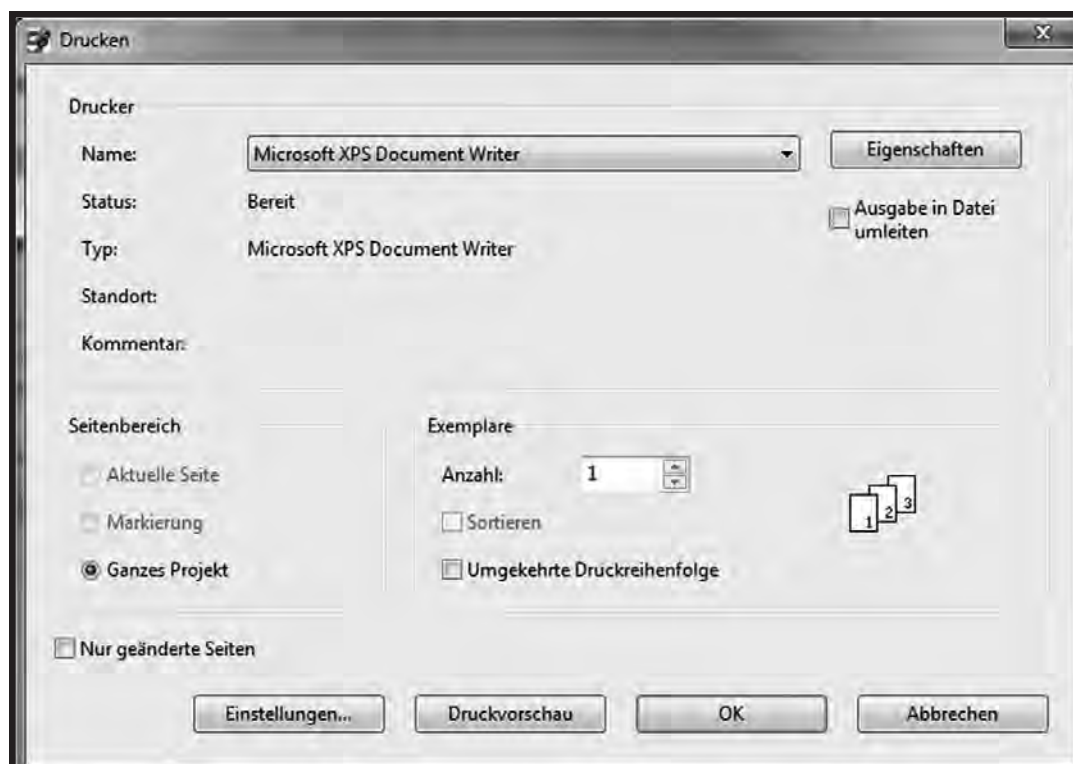 Drucken
Drucker
Name: Microsoft XPS Document Writer Eigenschaften
Status: Bereit
Ausgabe in Datei
umleiten
Typ: Microsoft XPS Document Writer
Standort:
Kommentar:
Seitenbereich
Aktuelle Seite
Markierung
Ganzes Projekt
Exemplare
Anzahl: 1
Sortieren
Umgekehrte Druckreihenfolge
1 2 3
Nur geänderte Seiten
Einstellungen... Druckvorschau OK Abbrechen